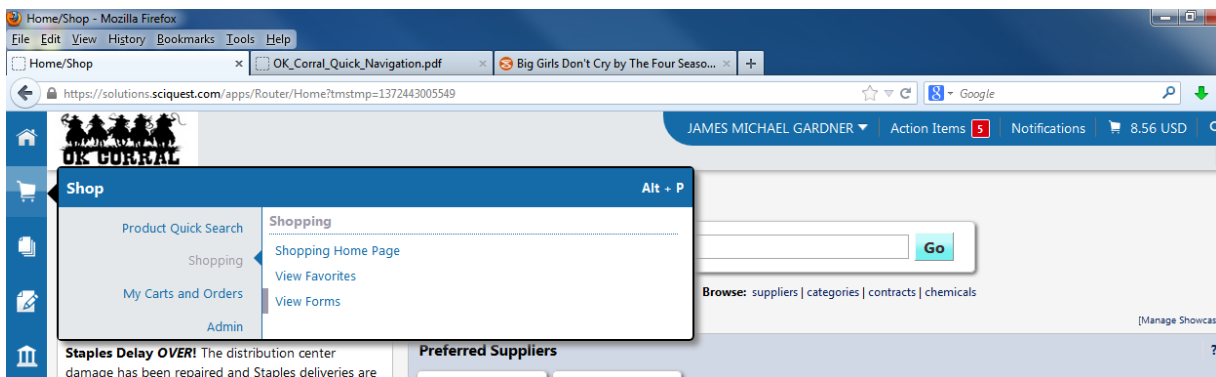 Home/Shop - Mozilla Firefox
File Edit View History Bookmarks Tools Help
Home/Shop × OK_Corral_Quick_Navigation.pdf × Big Girls Don't Cry by The Four Seaso... × +
https://solutions.sciquest.com/apps/Router/Home?tmstmp=1372443005549 Google
OK CORRAL
JAMES MICHAEL GARDNER Action Items 5 Notifications 8.56 USD
Shop Alt + P
Product Quick Search
Shopping
My Carts and Orders
Admin
Shopping
Shopping Home Page
View Favorites
View Forms
Go
Browse: suppliers | categories | contracts | chemicals
[Manage Showcas
Staples Delay OVER! The distribution center
damage has been repaired and Staples deliveries are
Preferred Suppliers ?